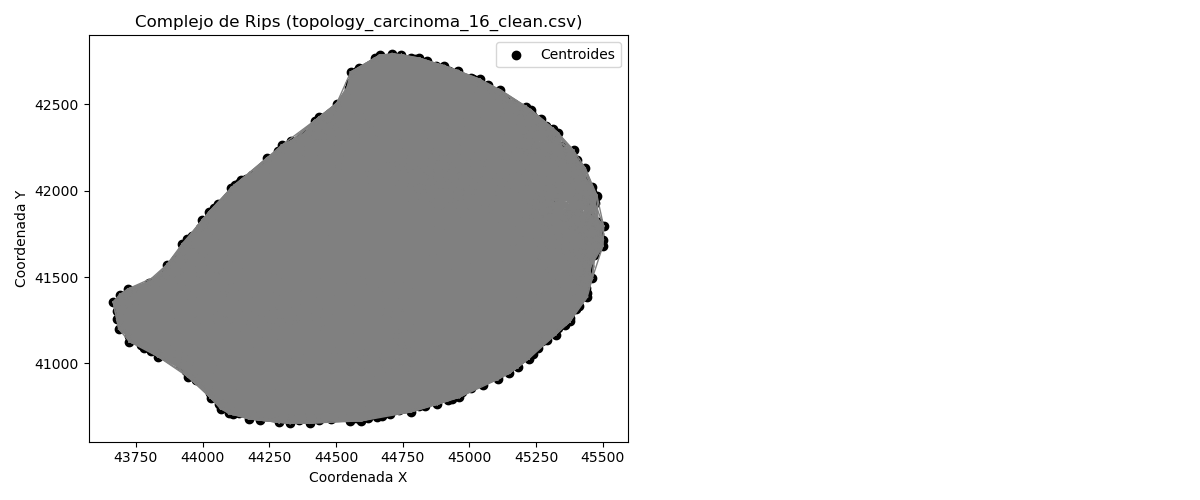 Complejo de Rips (topology_carcinoma_16_clean.csv)
Centroides
42500
42000
41500
41000
Coordenada Y
43750 44000 44250 44500 44750 45000 45250 45500
Coordenada X